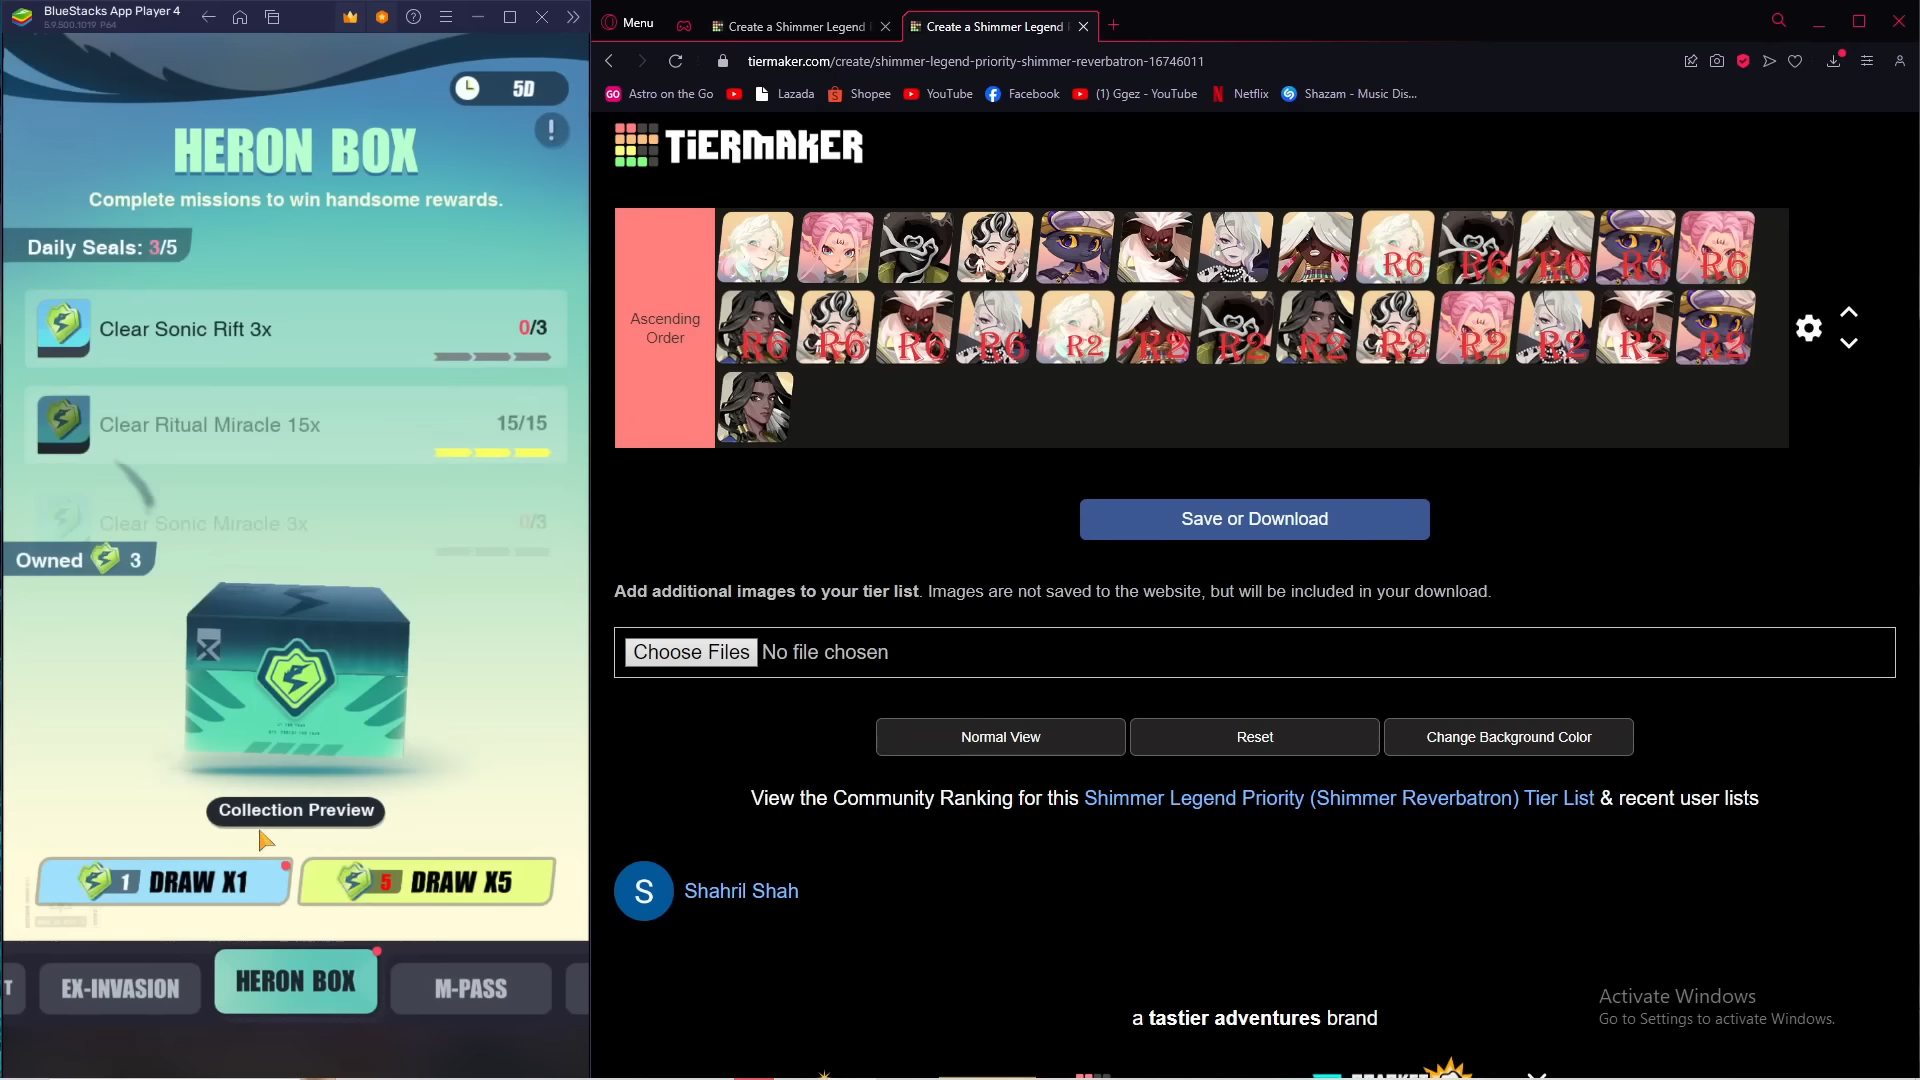 BlueStacks App Player 4
5.9.500.1019 P64
5D
HERON BOX
!
Complete missions to win handsome rewards.
Daily Seals: 3/5
Clear Sonic Rift 3x
0/3
Clear Ritual Miracle 15x
15/15
Clear Sonic Miracle 3x
0/3
Owned 3
Collection Preview
1 DRAW X1
5 DRAW X5
T
EX-INVASION
HERON BOX
M-PASS
Menu
Create a Shimmer Legend
Create a Shimmer Legend
tiermaker.com/create/shimmer-legend-priority-shimmer-reverbatron-16746011
GO Astro on the Go
Lazada
Shopee
YouTube
Facebook
(1) Ggez - YouTube
Netflix
Shazam - Music Dis...
TiERMAKER
Ascending
Order
R6 R6 R6 R6 R6
R6 R6 R6 R6 R2 R2 R2 R2 R2 R2 R2 R2 R2
Save or Download
Add additional images to your tier list. Images are not saved to the website, but will be included in your download.
Choose Files No file chosen
Normal View
Reset
Change Background Color
View the Community Ranking for this Shimmer Legend Priority (Shimmer Reverbatron) Tier List & recent user lists
S Shahril Shah
Activate Windows
Go to Settings to activate Windows.
a tastier adventures brand